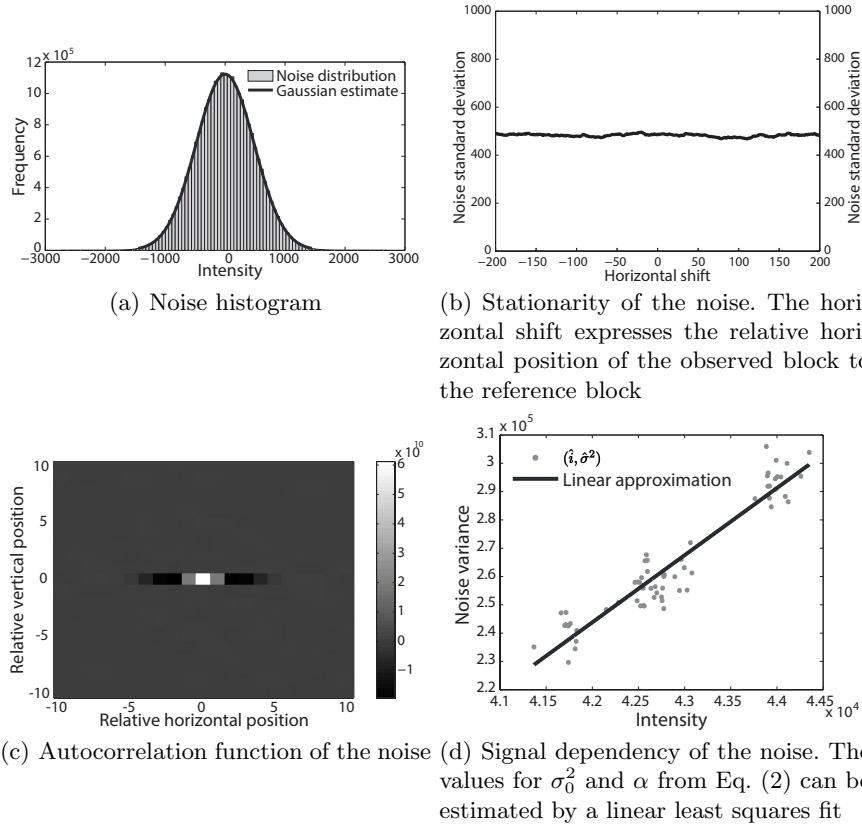 x 10⁵
12
10
8
6
4
2
0
Frequency
Noise distribution
Gaussian estimate
−3000 −2000 −1000 0 1000 2000 3000
Intensity
(a) Noise histogram
1000
800
600
400
200
0
Noise standard deviation
1000
800
600
400
200
0
Noise standard deviation
−200 −150 −100 −50 0 50 100 150 200
Horizontal shift
(b) Stationarity of the noise. The hori
zontal shift expresses the relative hori
zontal position of the observed block to
the reference block
10
5
0
-5
-10
Relative vertical position
-10 -5 0 5 10
Relative horizontal position
x 10¹⁰
6
5
4
3
2
1
0
−1
(c) Autocorrelation function of the noise
x 10⁵
3.1
3
2.9
2.8
2.7
2.6
2.5
2.4
2.3
2.2
Noise variance
(î, σ̂²)
Linear approximation
4.1 4.15 4.2 4.25 4.3 4.35 4.4 4.45
x 10⁴
Intensity
(d) Signal dependency of the noise. The
values for σ₀² and α from Eq. (2) can be
estimated by a linear least squares fit